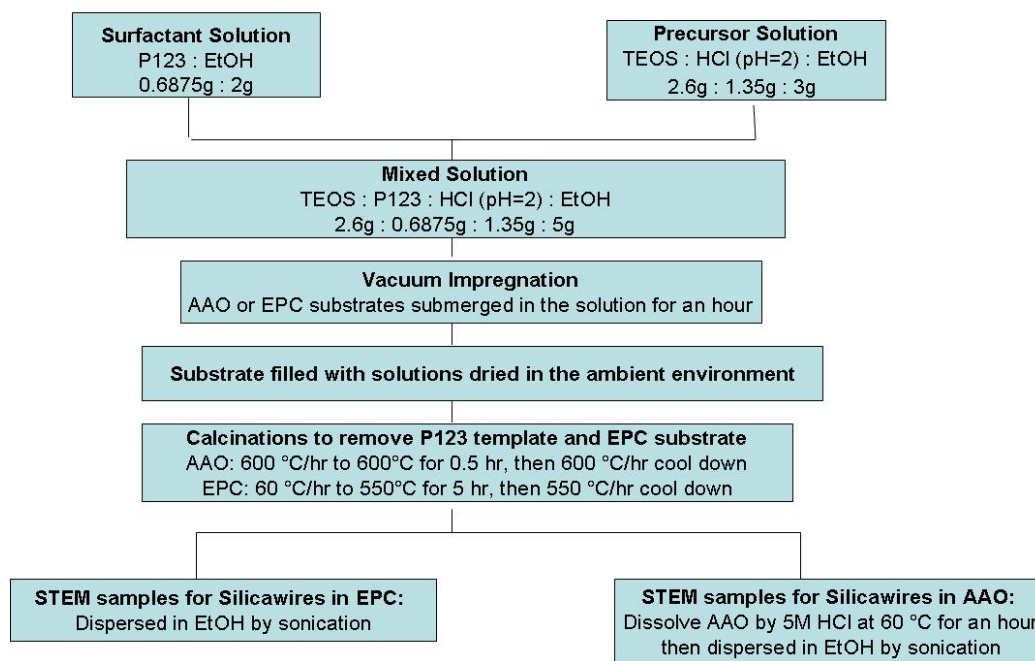 Surfactant Solution
P123 : EtOH
0.6875g : 2g
Precursor Solution
TEOS : HCl (pH=2) : EtOH
2.6g : 1.35g : 3g
Mixed Solution
TEOS : P123 : HCl (pH=2) : EtOH
2.6g : 0.6875g : 1.35g : 5g
Vacuum Impregnation
AAO or EPC substrates submerged in the solution for an hour
Substrate filled with solutions dried in the ambient environment
Calcinations to remove P123 template and EPC substrate
AAO: 600 °C/hr to 600°C for 0.5 hr, then 600 °C/hr cool down
EPC: 60 °C/hr to 550°C for 5 hr, then 550 °C/hr cool down
STEM samples for Silicawires in EPC:
Dispersed in EtOH by sonication
STEM samples for Silicawires in AAO:
Dissolve AAO by 5M HCl at 60 °C for an hour
then dispersed in EtOH by sonication